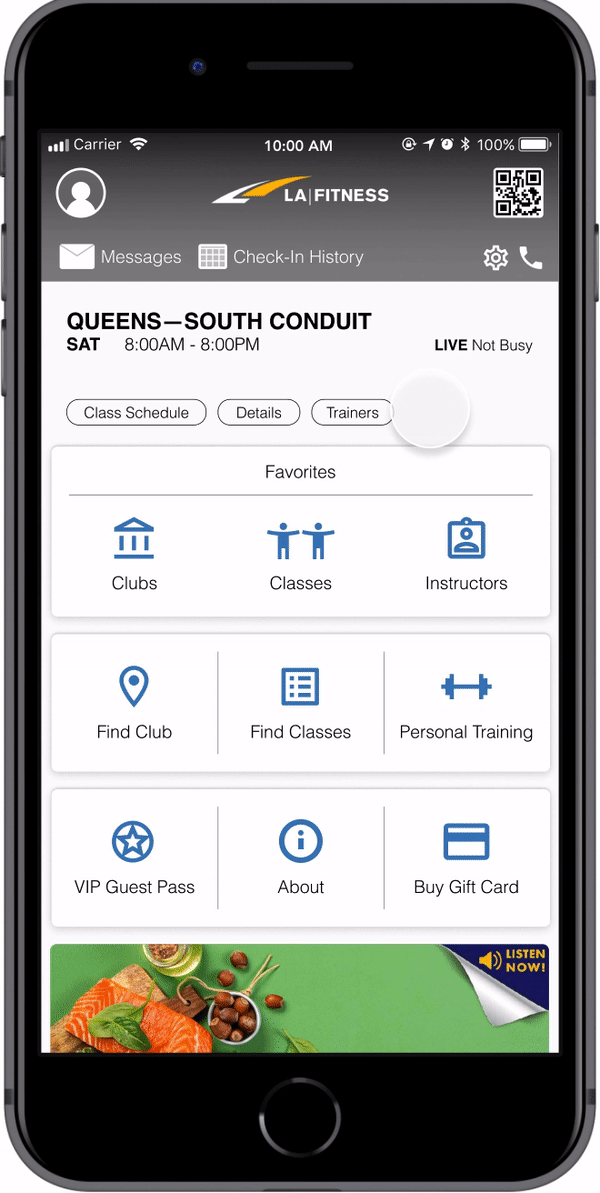 Carrier 10:00 AM 100%
LA|FITNESS
Messages Check-In History
QUEENS—SOUTH CONDUIT
SAT 8:00AM - 8:00PM LIVE Not Busy
Class Schedule Details Trainers
Favorites
Clubs Classes Instructors
Find Club Find Classes Personal Training
VIP Guest Pass About Buy Gift Card
LISTEN
NOW!